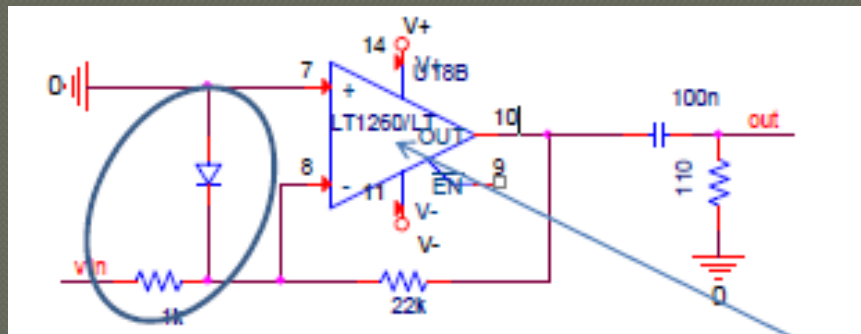 V+
14 V+
U18B
0 7 +
LT1260/LT
OUT 10
100n
out
8 -
11
EN 9
110
V-
V-
vin
1k
22k
0